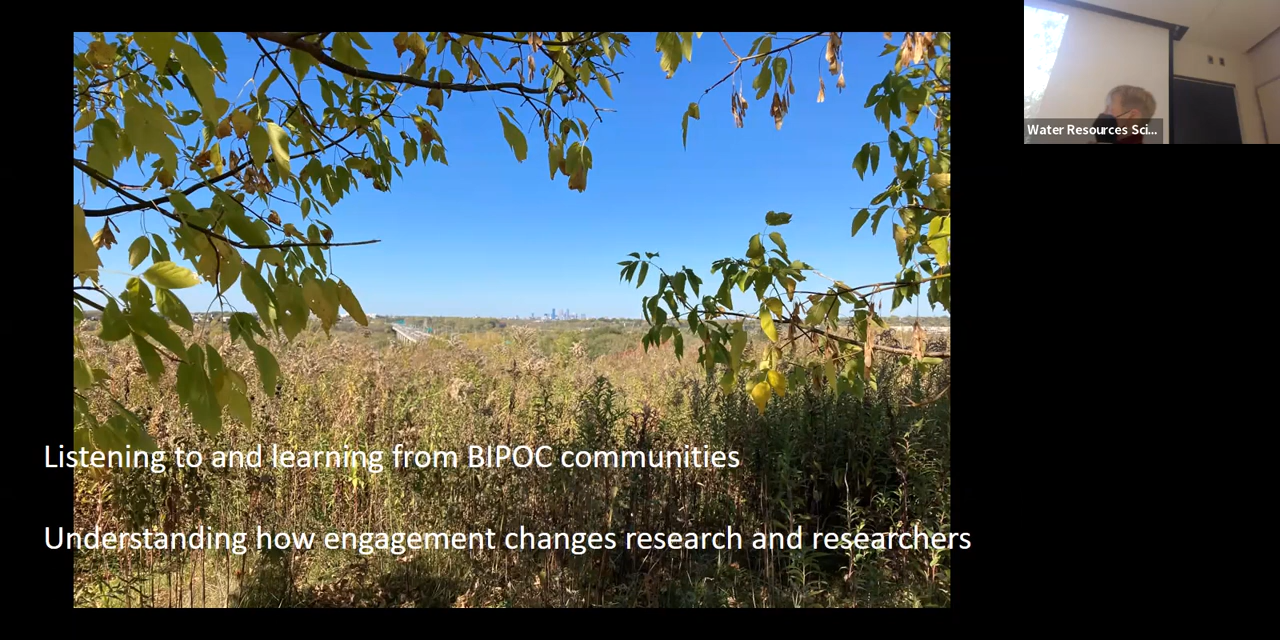 Listening to and learning from BIPOC communities
Understanding how engagement changes research and researchers
Water Resources Sci...